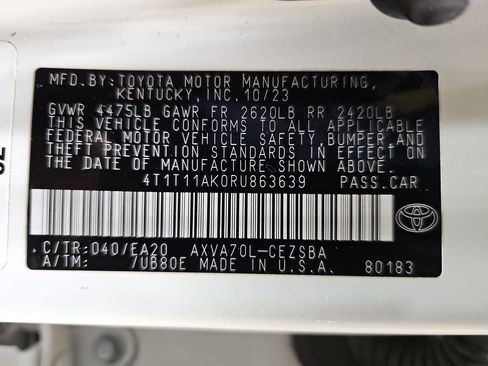 MFD.BY:TOYOTA MOTOR MANUFACTURING,
KENTUCKY, INC.10/23
GVWR 4475LB GAWR FR 2620LB RR 2420LB
THIS VEHICLE CONFORMS TO ALL APPLICABLE
FEDERAL MOTOR VEHICLE SAFETY, BUMPER,AND
THEFT PREVENTION STANDARDS IN EFFECT ON
THE DATE OF MANUFACTURE SHOWN ABOVE.
4T1T11AK0RU863639 PASS.CAR
C/TR:040/EA20 AXVA70L-CEZSBA
A/TM: 7UB80E MADE IN U.S.A. 80183